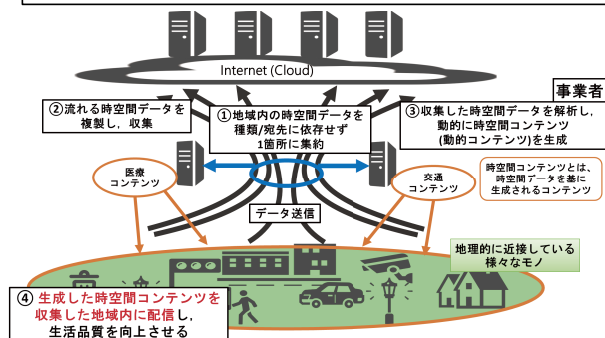 Internet (Cloud)
事業者
②流れる時空間データを
複製し，収集
①地域内の時空間データを
種類/宛先に依存せず
1箇所に集約
③収集した時空間データを解析し，
動的に時空間コンテンツ
(動的コンテンツ)を生成
医療
コンテンツ
交通
コンテンツ
時空間コンテンツとは、
時空間データを基に
生成されるコンテンツ
データ送信
地理的に近接している
様々なモノ
④ 生成した時空間コンテンツを
収集した地域内に配信し，
生活品質を向上させる